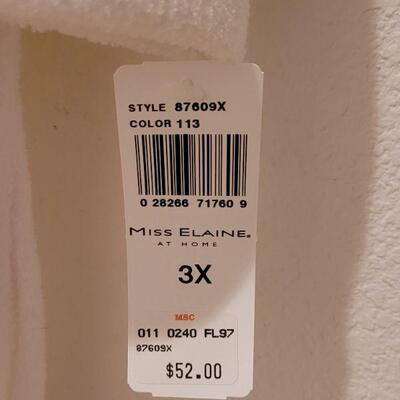 STYLE 87609X
COLOR 113
0 28266 71760 9
MISS ELAINE®
AT HOME
3X
MSC
011 0240 FL97
87609X
$52.00